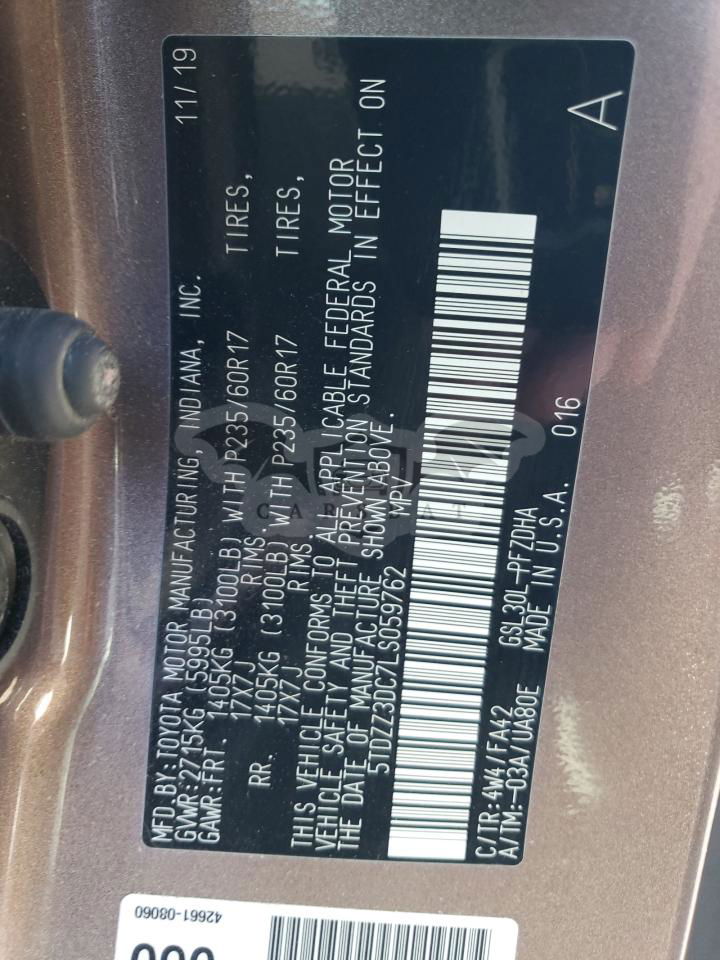 MFD.BY:TOYOTA MOTOR MANUFACTURING, INDIANA, INC. 11/19
GVWR:2715KG (5995LB)
GAWR:FRT. 1405KG (3100LB) WITH P235/60R17 TIRES,
17X7J RIMS.
RR. 1405KG (3100LB) WITH P235/60R17 TIRES,
17X7J RIMS.
THIS VEHICLE CONFORMS TO ALL APPLICABLE FEDERAL MOTOR
VEHICLE SAFETY AND THEFT PREVENTION STANDARDS IN EFFECT ON
THE DATE OF MANUFACTURE SHOWN ABOVE.
5TDZZ3DC7LS059762 MPV
C/TR:4W4/FA42 GSL30L-PFZDHA 016 A
A/TM:-03A/UA80E MADE IN U.S.A.
CARSCAT
42661-08060